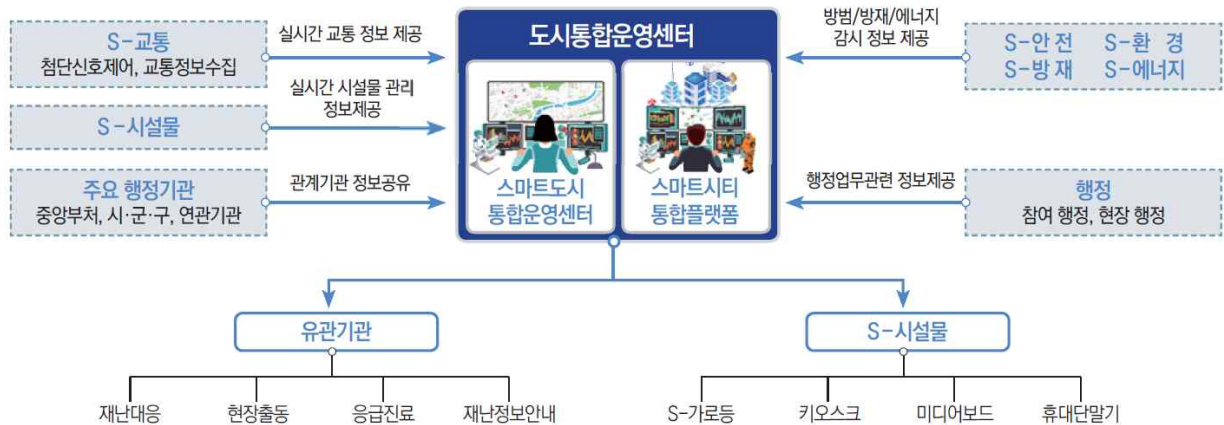 도시통합운영센터
S-교통
첨단신호제어, 교통정보수집
실시간 교통 정보 제공
S-시설물
실시간 시설물 관리
정보제공
주요 행정기관
중앙부처, 시·군·구, 연관기관
관계기관 정보공유
스마트도시
통합운영센터
스마트시티
통합플랫폼
방범/방재/에너지
감시 정보 제공
S-안전 S-환 경
S-방 재 S-에너지
행정업무관련 정보제공
행정
참여 행정, 현장 행정
유관기관
재난대응 현장출동 응급진료 재난정보안내
S-시설물
S-가로등 키오스크 미디어보드 휴대단말기